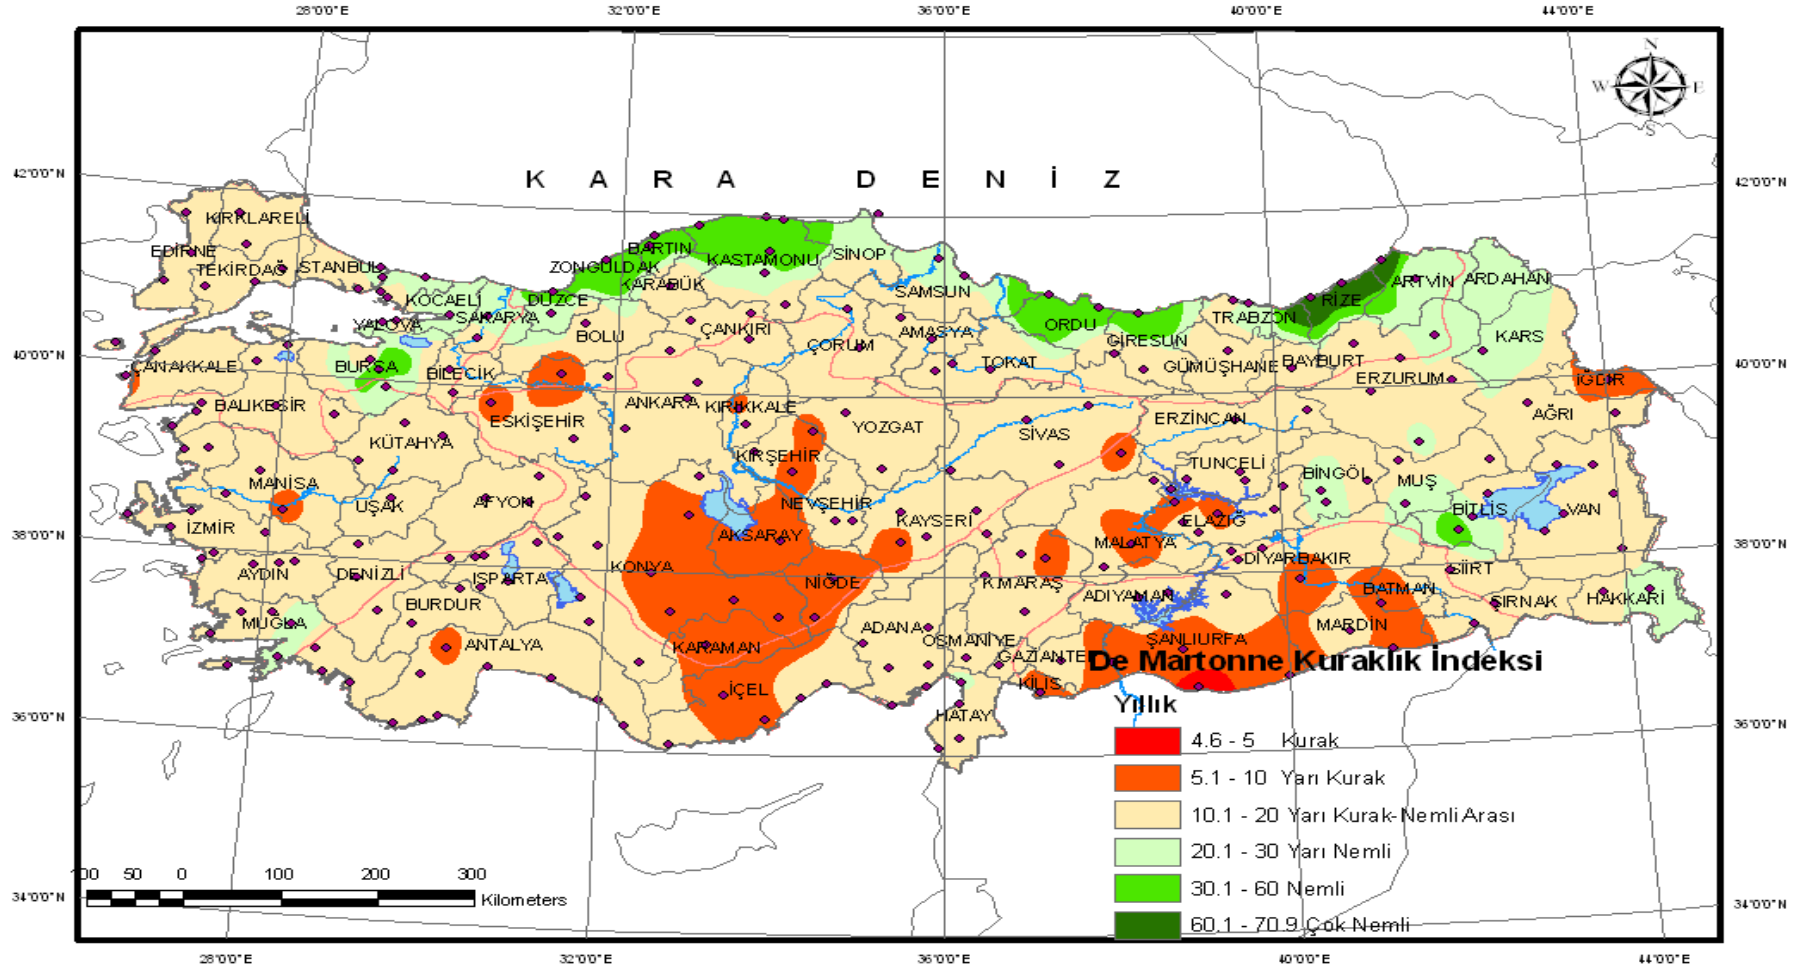 28°0'0"E 32°0'0"E 36°0'0"E 40°0'0"E 44°0'0"E
N
W E
S
42°0'0"N
K A R A D E N İ Z
42°0'0"N
KIRKLARELİ
EDİRNE
TEKİRDAĞ
İSTANBUL
BARTIN
ZONGULDAK
KASTAMONU
SİNOP
KARABÜK
KOCAELİ
DÜZCE
SAKARYA
SAMSUN
ARTVİN
ARDAHAN
RİZE
YALOVA
BOLU
ÇANKIRI
AMASYA
ORDU
TRABZON
KARS
ÇORUM
GİRESUN
40°0'0"N
ÇANAKKALE
BURSA
BİLECİK
TOKAT
GÜMÜŞHANE
BAYBURT
ERZURUM
IĞDIR
40°0'0"N
BALIKESİR
ESKİŞEHİR
ANKARA
KIRIKKALE
YOZGAT
SİVAS
ERZİNCAN
AĞRI
KÜTAHYA
KIRŞEHİR
TUNCELİ
BİNGÖL
MUŞ
MANİSA
UŞAK
AFYON
NEVŞEHİR
KAYSERİ
ELAZIĞ
BİTLİS
VAN
İZMİR
AKSARAY
MALATYA
38°0'0"N
AYDIN
DENİZLİ
ISPARTA
KONYA
NİĞDE
K.MARAŞ
DİYARBAKIR
SİİRT
38°0'0"N
BURDUR
ADIYAMAN
BATMAN
ŞIRNAK
HAKKARİ
MUĞLA
ANTALYA
KARAMAN
ADANA
OSMANİYE
ŞANLIURFA
MARDİN
GAZİANTE
De Martonne Kuraklık İndeksi
KİLİS
İÇEL
HATAY
36°0'0"N
Yıllık
36°0'0"N
4.6 - 5 Kurak
5.1 - 10 Yarı Kurak
10.1 - 20 Yarı Kurak-Nemli Arası
20.1 - 30 Yarı Nemli
30.1 - 60 Nemli
60.1 - 70.9 Çok Nemli
100 50 0 100 200 300
Kilometers
34°0'0"N
34°0'0"N
28°0'0"E 32°0'0"E 36°0'0"E 40°0'0"E 44°0'0"E